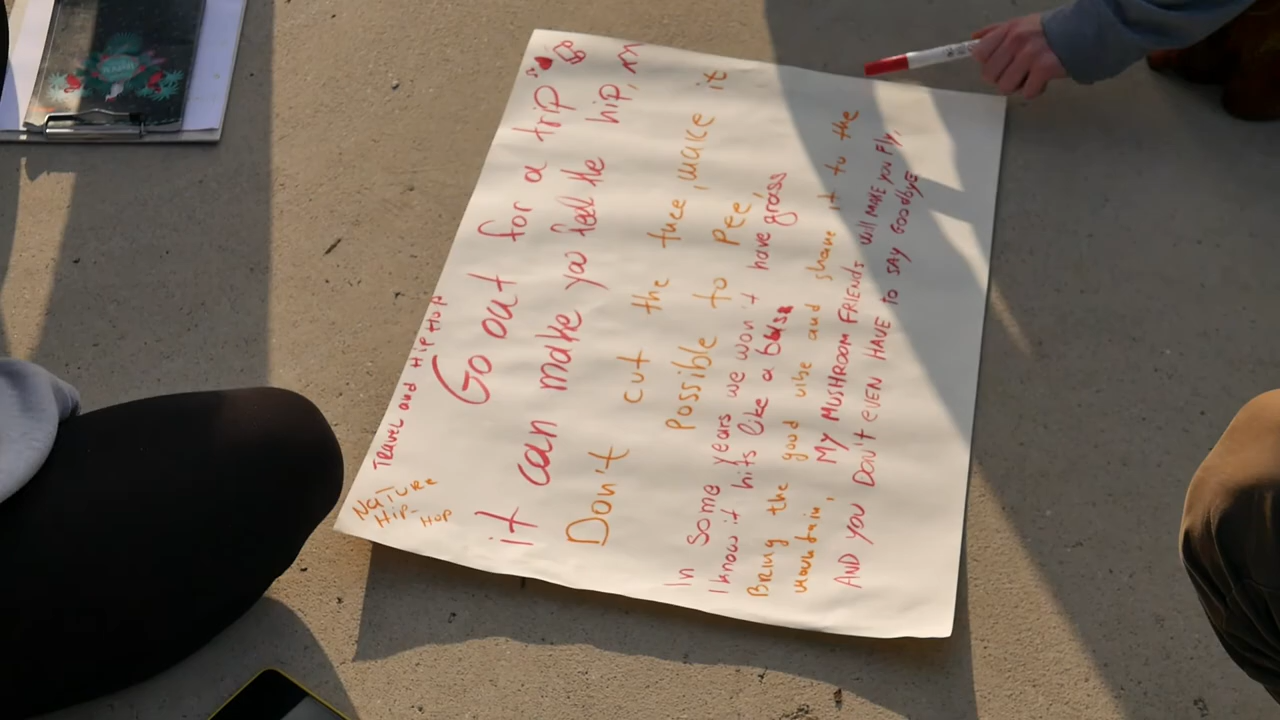 Nature
Hip-
Hop
Travel and Hip Hop
Go out for a trip
it can make you feel the hip,
Don't cut the tree, make it
possible to pee,
In some years we won't have grass
I know it hits like a
Bring the good vibe and share it to the
mountain,
My MUSHROOM FRIENDS will MAKE you Fly,
AND you Don't EVEN HAVE to SAY GOODBYE,